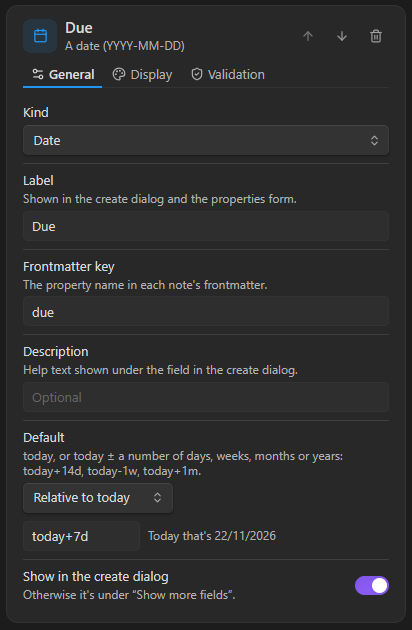 Due
A date (YYYY-MM-DD)
General
Display
Validation
Kind
Date
Label
Shown in the create dialog and the properties form.
Due
Frontmatter key
The property name in each note's frontmatter.
due
Description
Help text shown under the field in the create dialog.
Optional
Default
today, or today ± a number of days, weeks, months or years:
today+14d, today-1w, today+1m.
Relative to today
today+7d
Today that's 22/11/2026
Show in the create dialog
Otherwise it's under “Show more fields”.